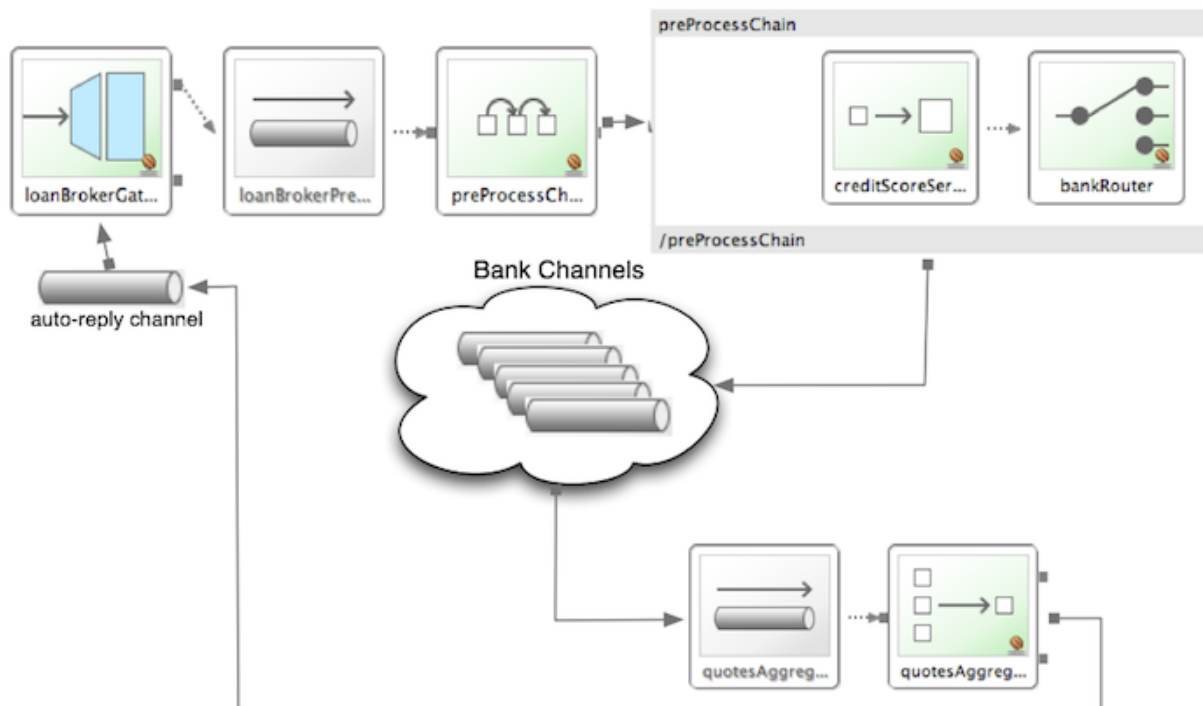 preProcessChain
loanBrokerGat...
loanBrokerPre...
preProcessCh...
creditScoreSer...
bankRouter
/preProcessChain
Bank Channels
auto-reply channel
quotesAggreg...
quotesAggreg...